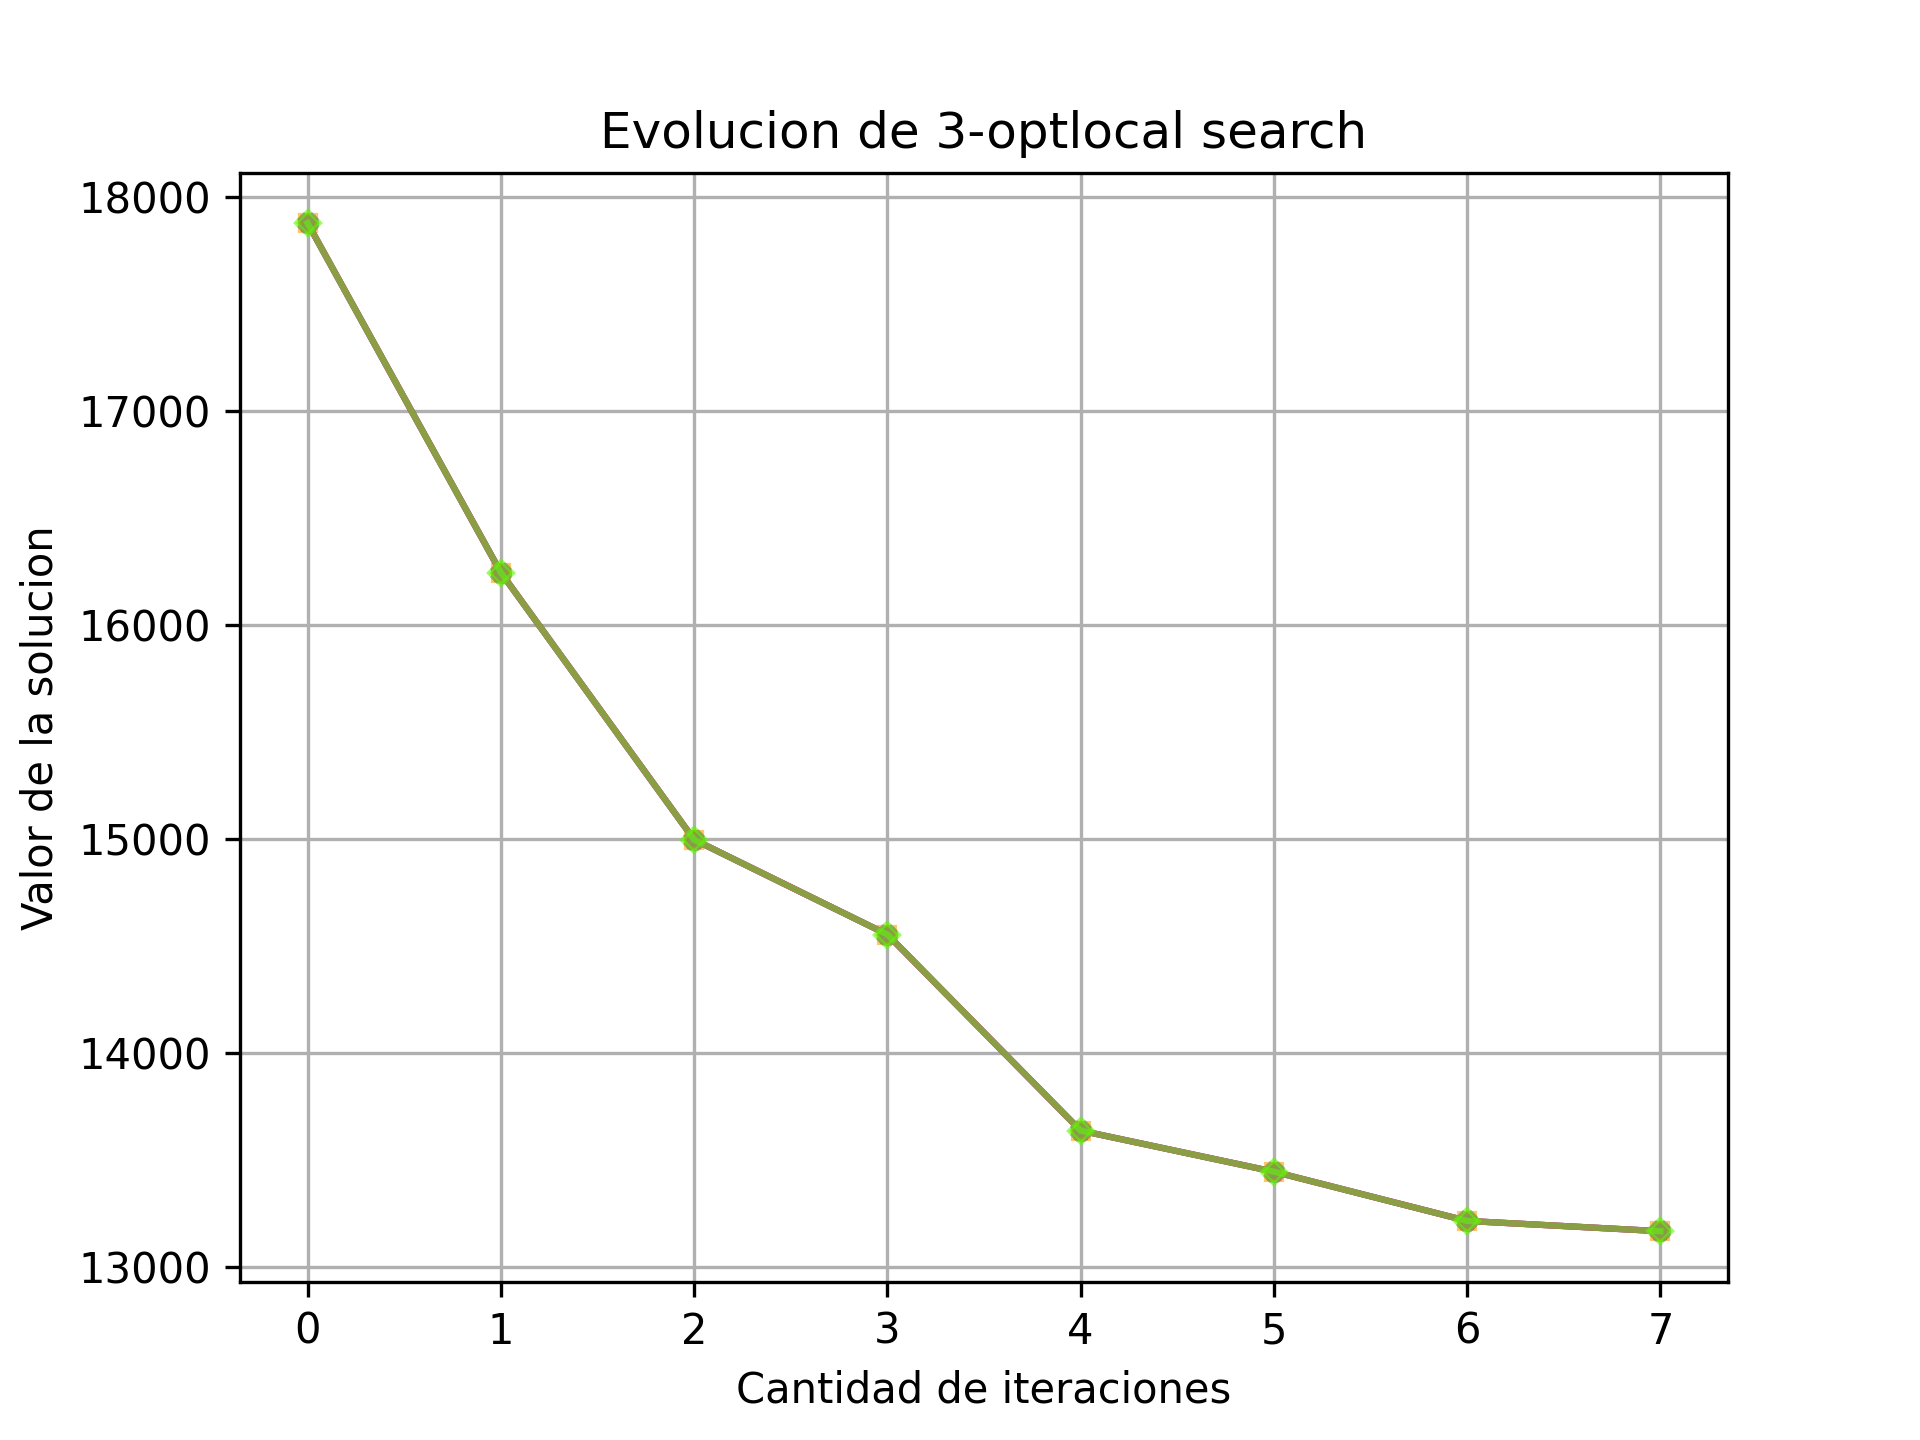 Evolucion de 3-optlocal search
Valor de la solucion
18000
17000
16000
15000
14000
13000
0 1 2 3 4 5 6 7
Cantidad de iteraciones